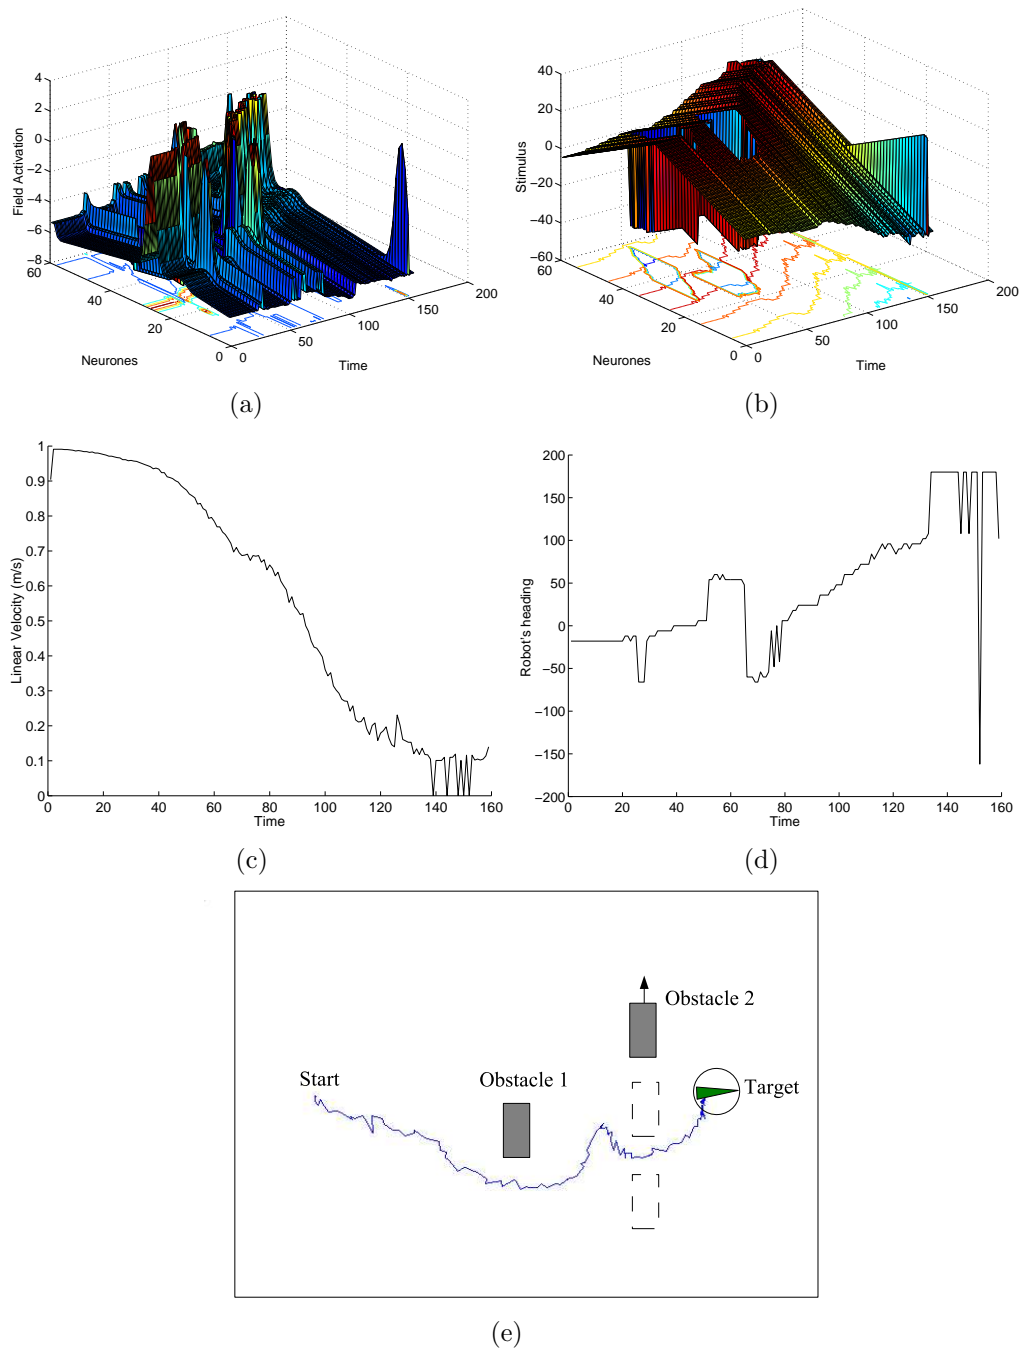 4
2
0
−2
−4
−6
−8
Field Activation
60
40
20
0
Neurones
0
50
100
150
200
Time
(a)
40
20
0
−20
−40
−60
Stimulus
60
40
20
0
Neurones
0
50
100
150
200
Time
(b)
1
0.9
0.8
0.7
0.6
0.5
0.4
0.3
0.2
0.1
0
Linear Velocity (m/s)
0 20 40 60 80 100 120 140 160
Time
(c)
200
150
100
50
0
−50
−100
−150
−200
Robot's heading
0 20 40 60 80 100 120 140 160
Time
(d)
Obstacle 2
Start
Obstacle 1
Target
(e)